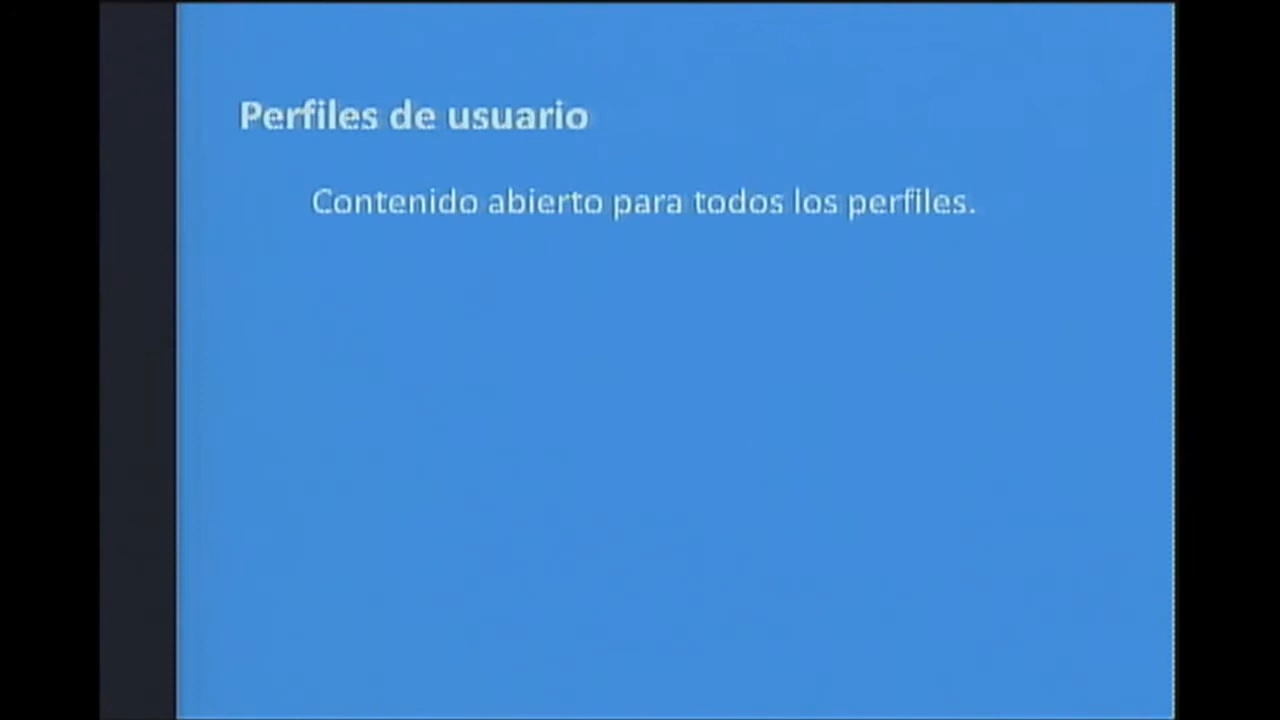 Perfiles de usuario
Contenido abierto para todos los perfiles.